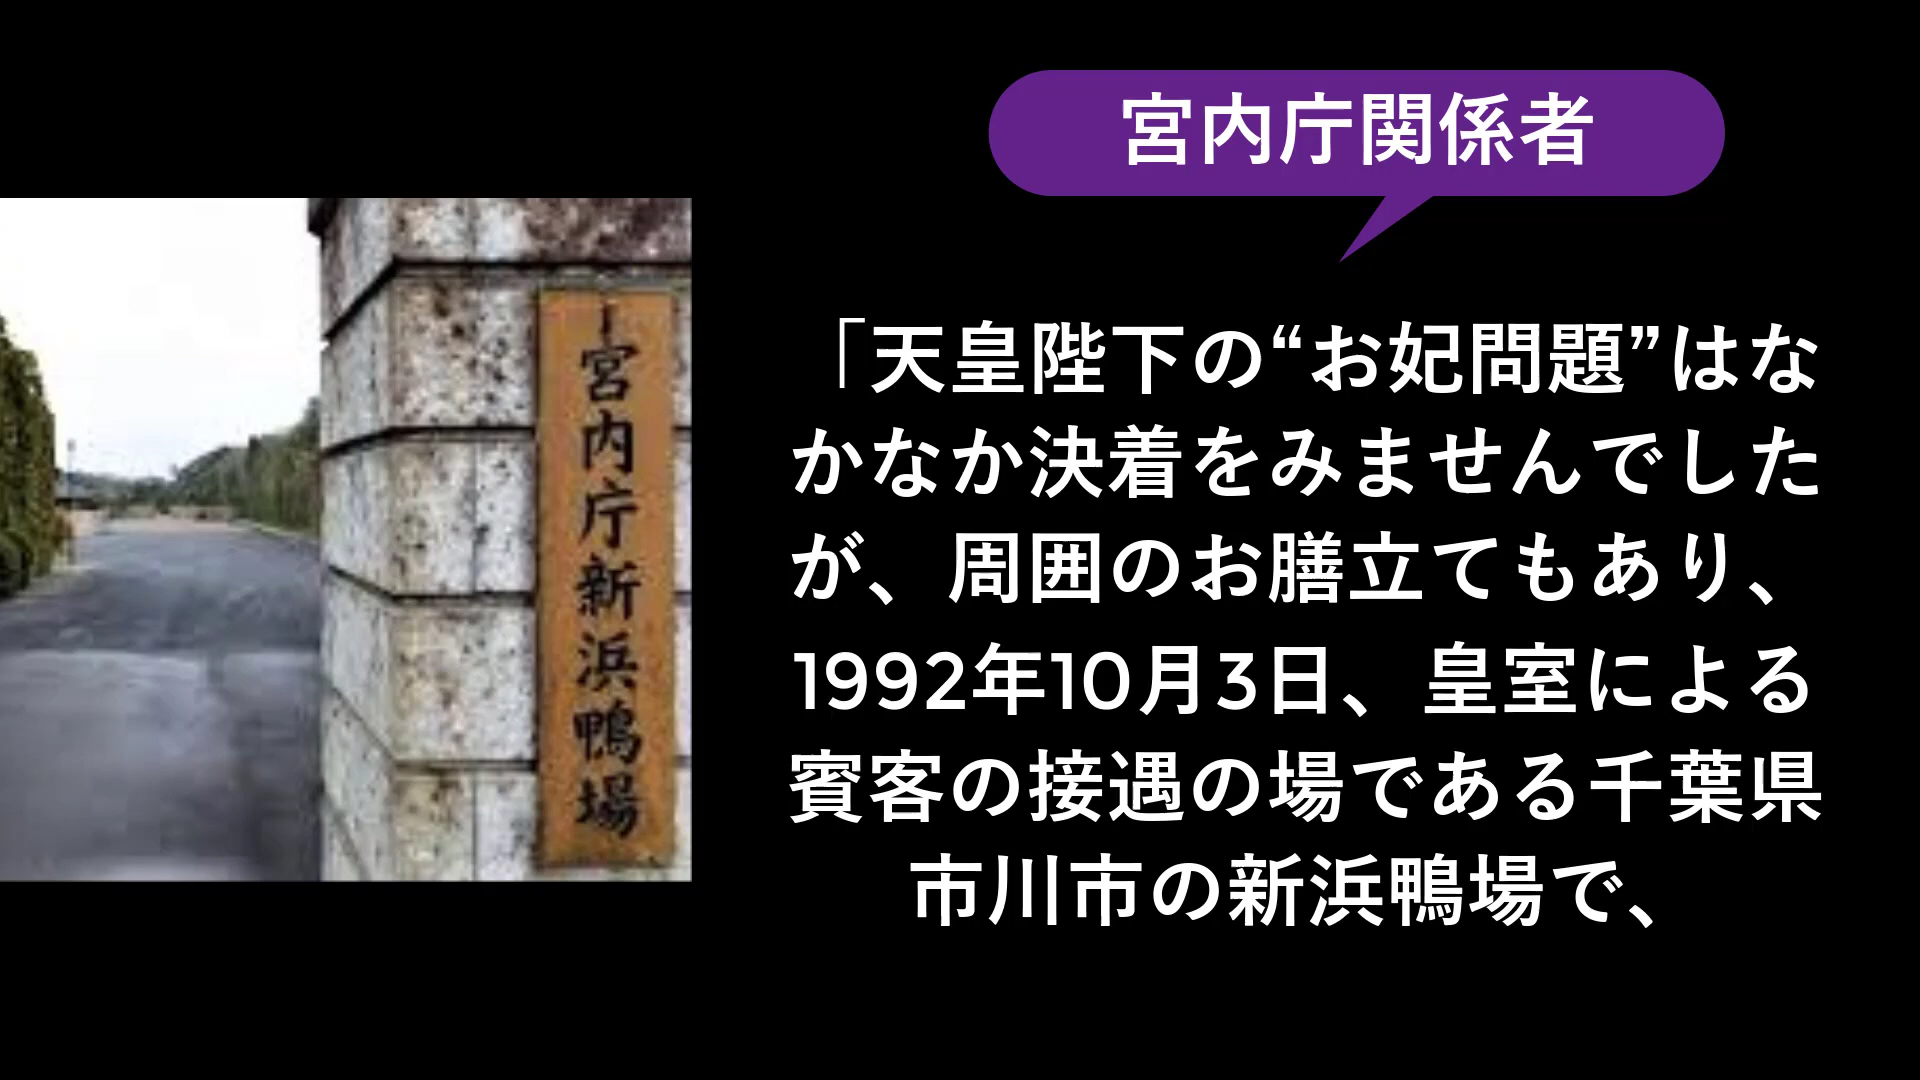 宮内庁関係者
宮内庁新浜鴨場
「天皇陛下の“お妃問題”はな
かなか決着をみませんでした
が、周囲のお膳立てもあり、
1992年10月3日、皇室による
賓客の接遇の場である千葉県
市川市の新浜鴨場で、